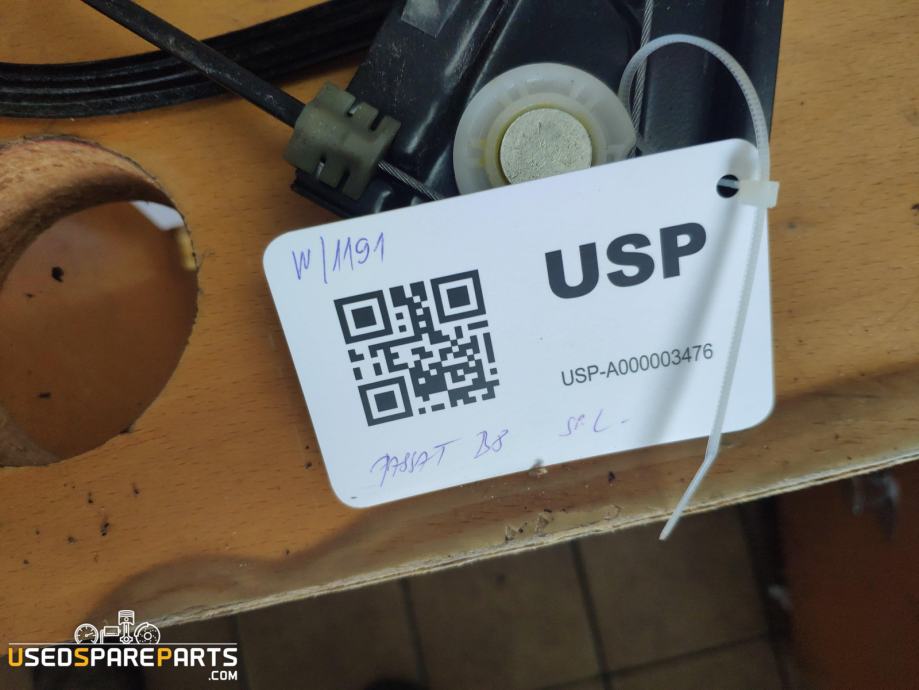 W/1191
USP
USP-A000003476
PASSAT B8
USEDSPAREPARTS
.COM